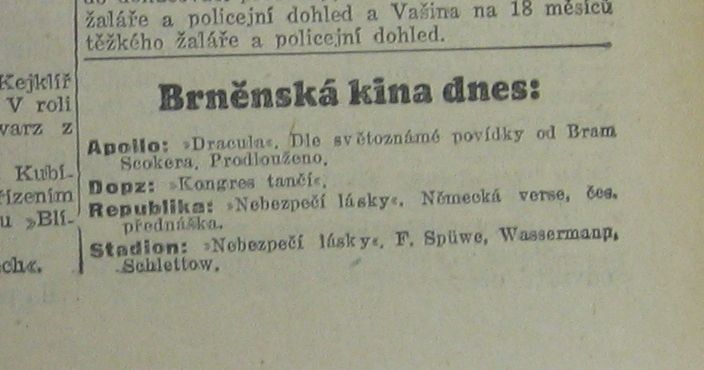 žaláře a policejní dohled a Vašina na 18 měsíců
těžkého žaláře a policejní dohled.
Kejklíř
V roli
varz z
Kubí-
řízením
u »Blí-
ch«.
Brněnská kina dnes:
Apollo: »Dracula«. Dle světoznámé povídky od Bram
Scokera. Prodlouženo.
Dopz: »Kongres tančí«.
Republika: »Nebezpečí lásky«. Německá verse, čes.
přednáška.
Stadion: »Nebezpečí lásky«. F. Spüwe, Wassermann,
Schlettow.